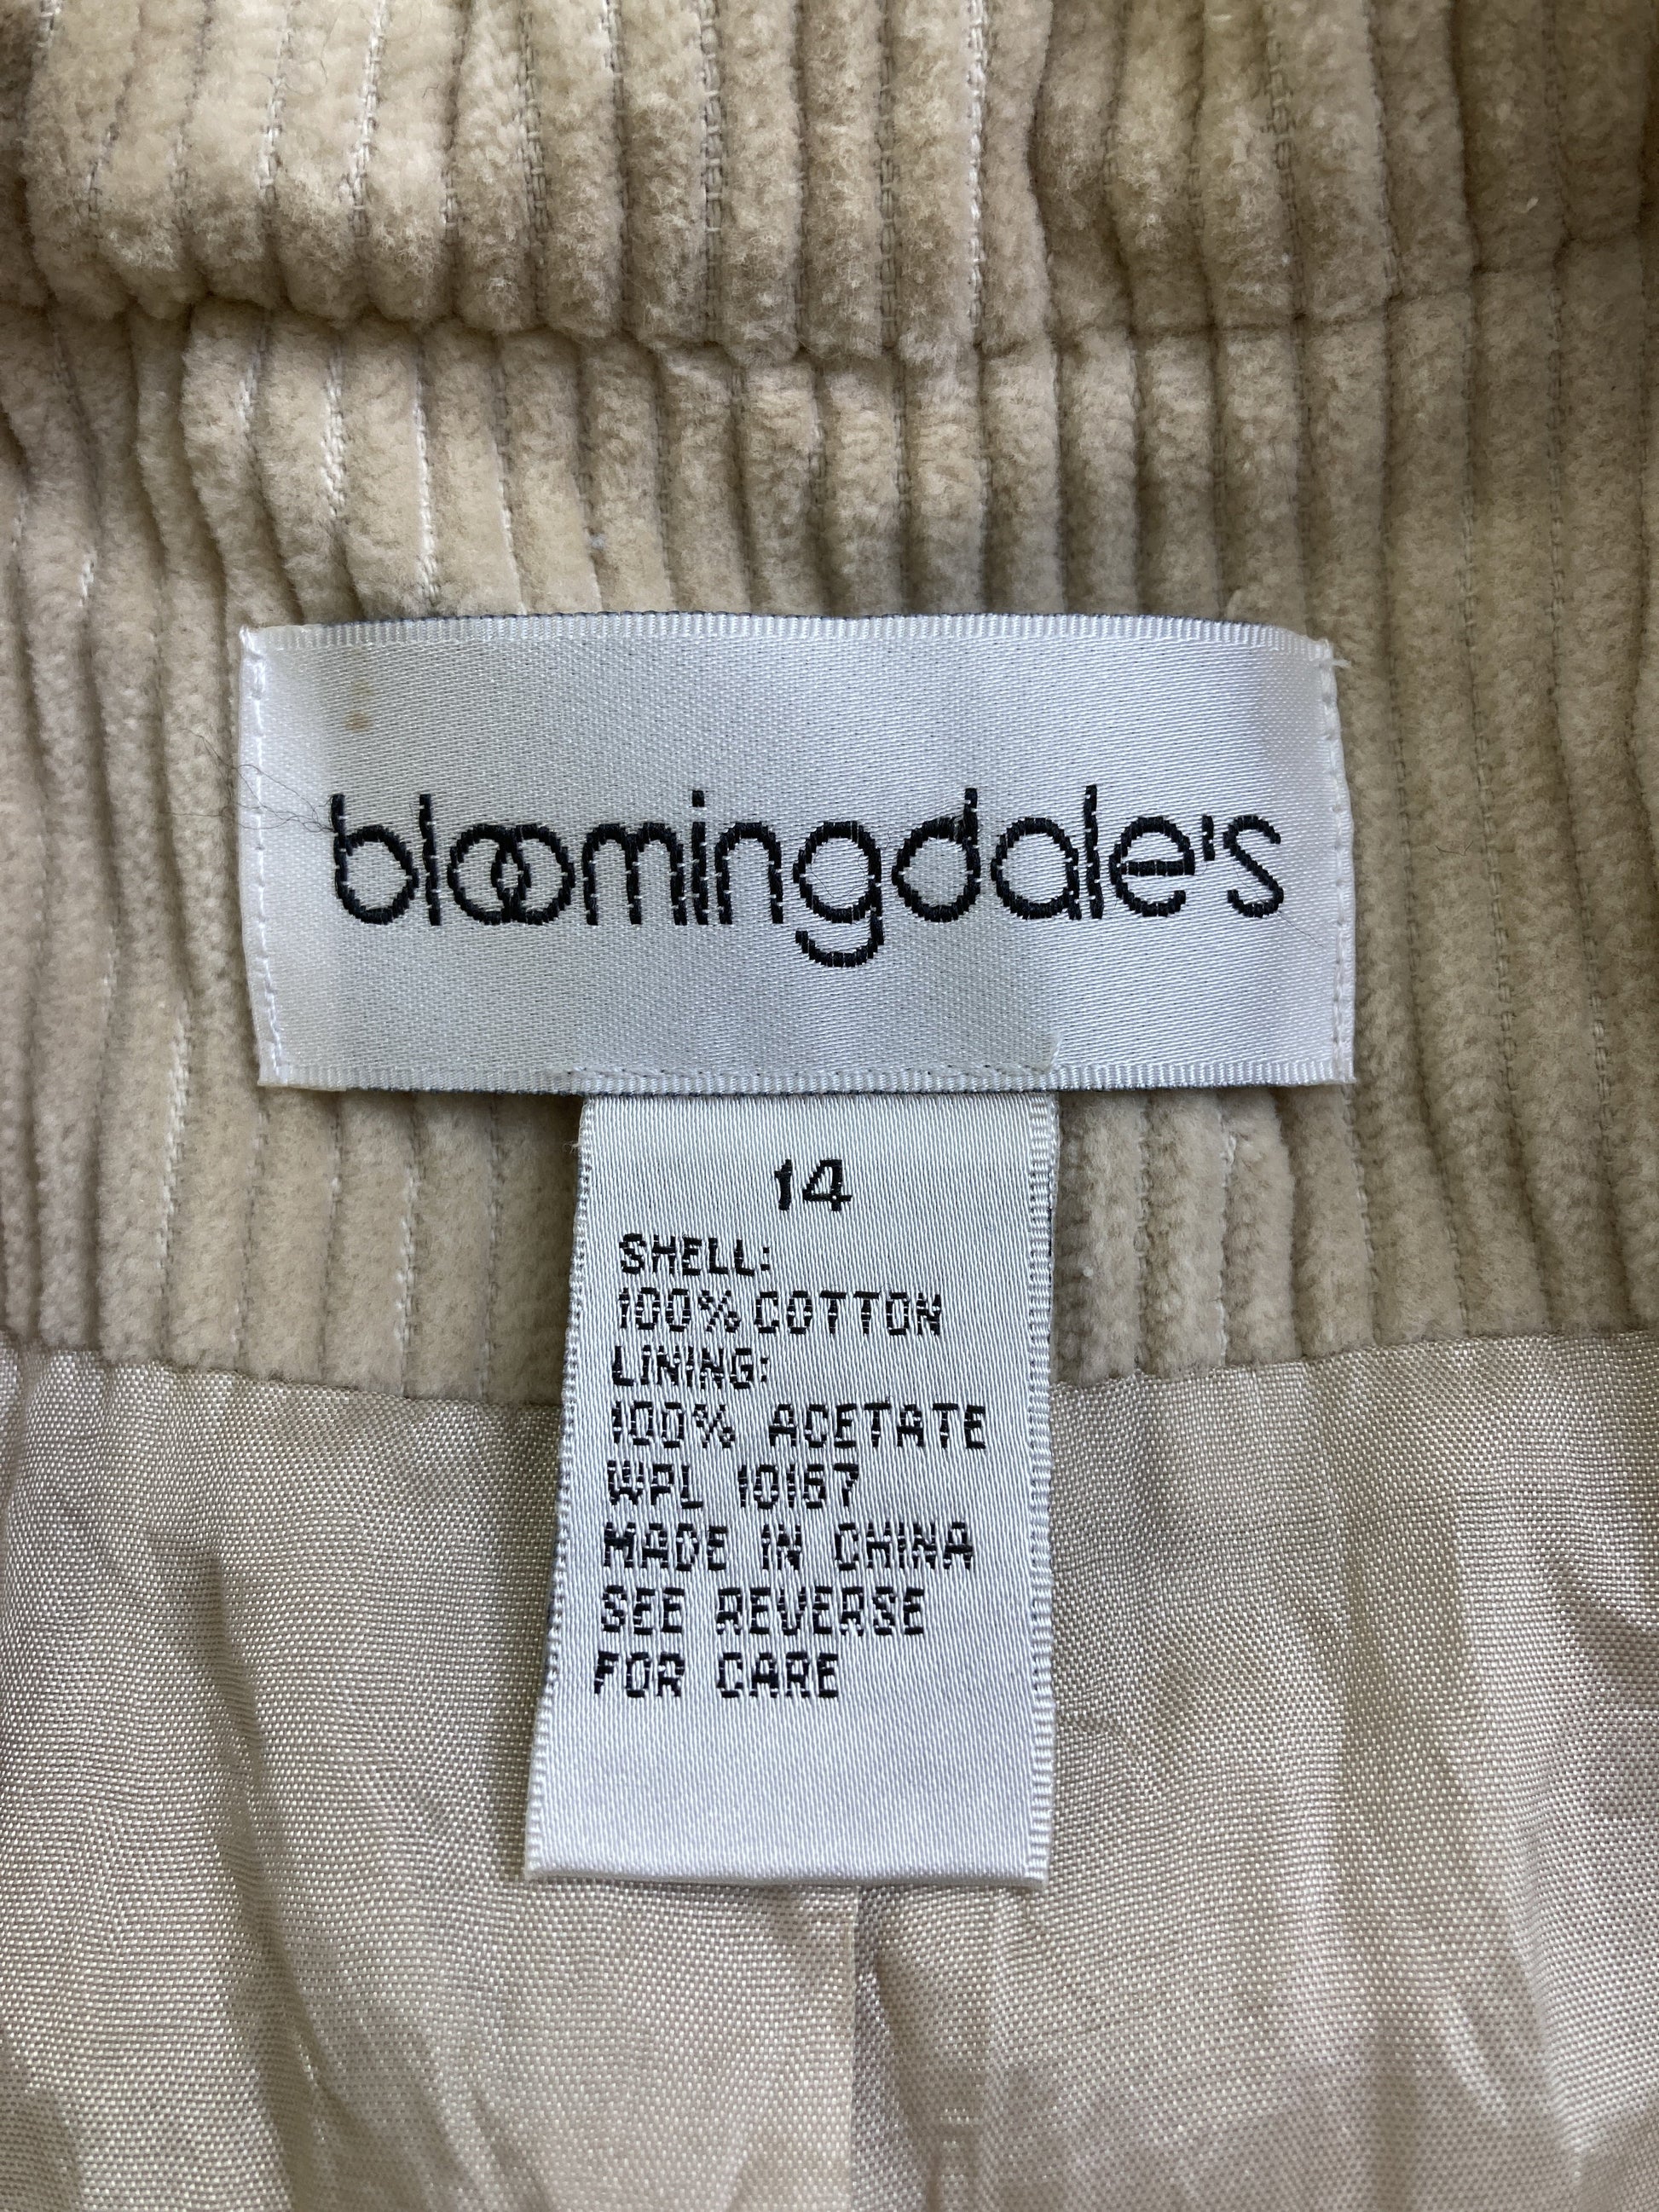 bloomingdale's
14
SHELL:
100% COTTON
LINING:
100% ACETATE
WPL 10167
MADE IN CHINA
SEE REVERSE
FOR CARE